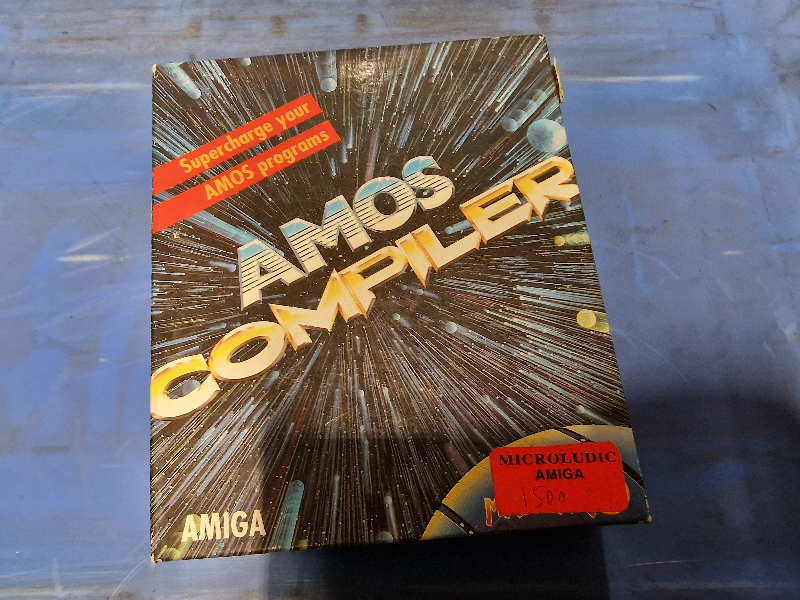 Supercharge your
AMOS programs
AMOS
COMPILER
MICROLUDIC
AMIGA
1500
AMIGA